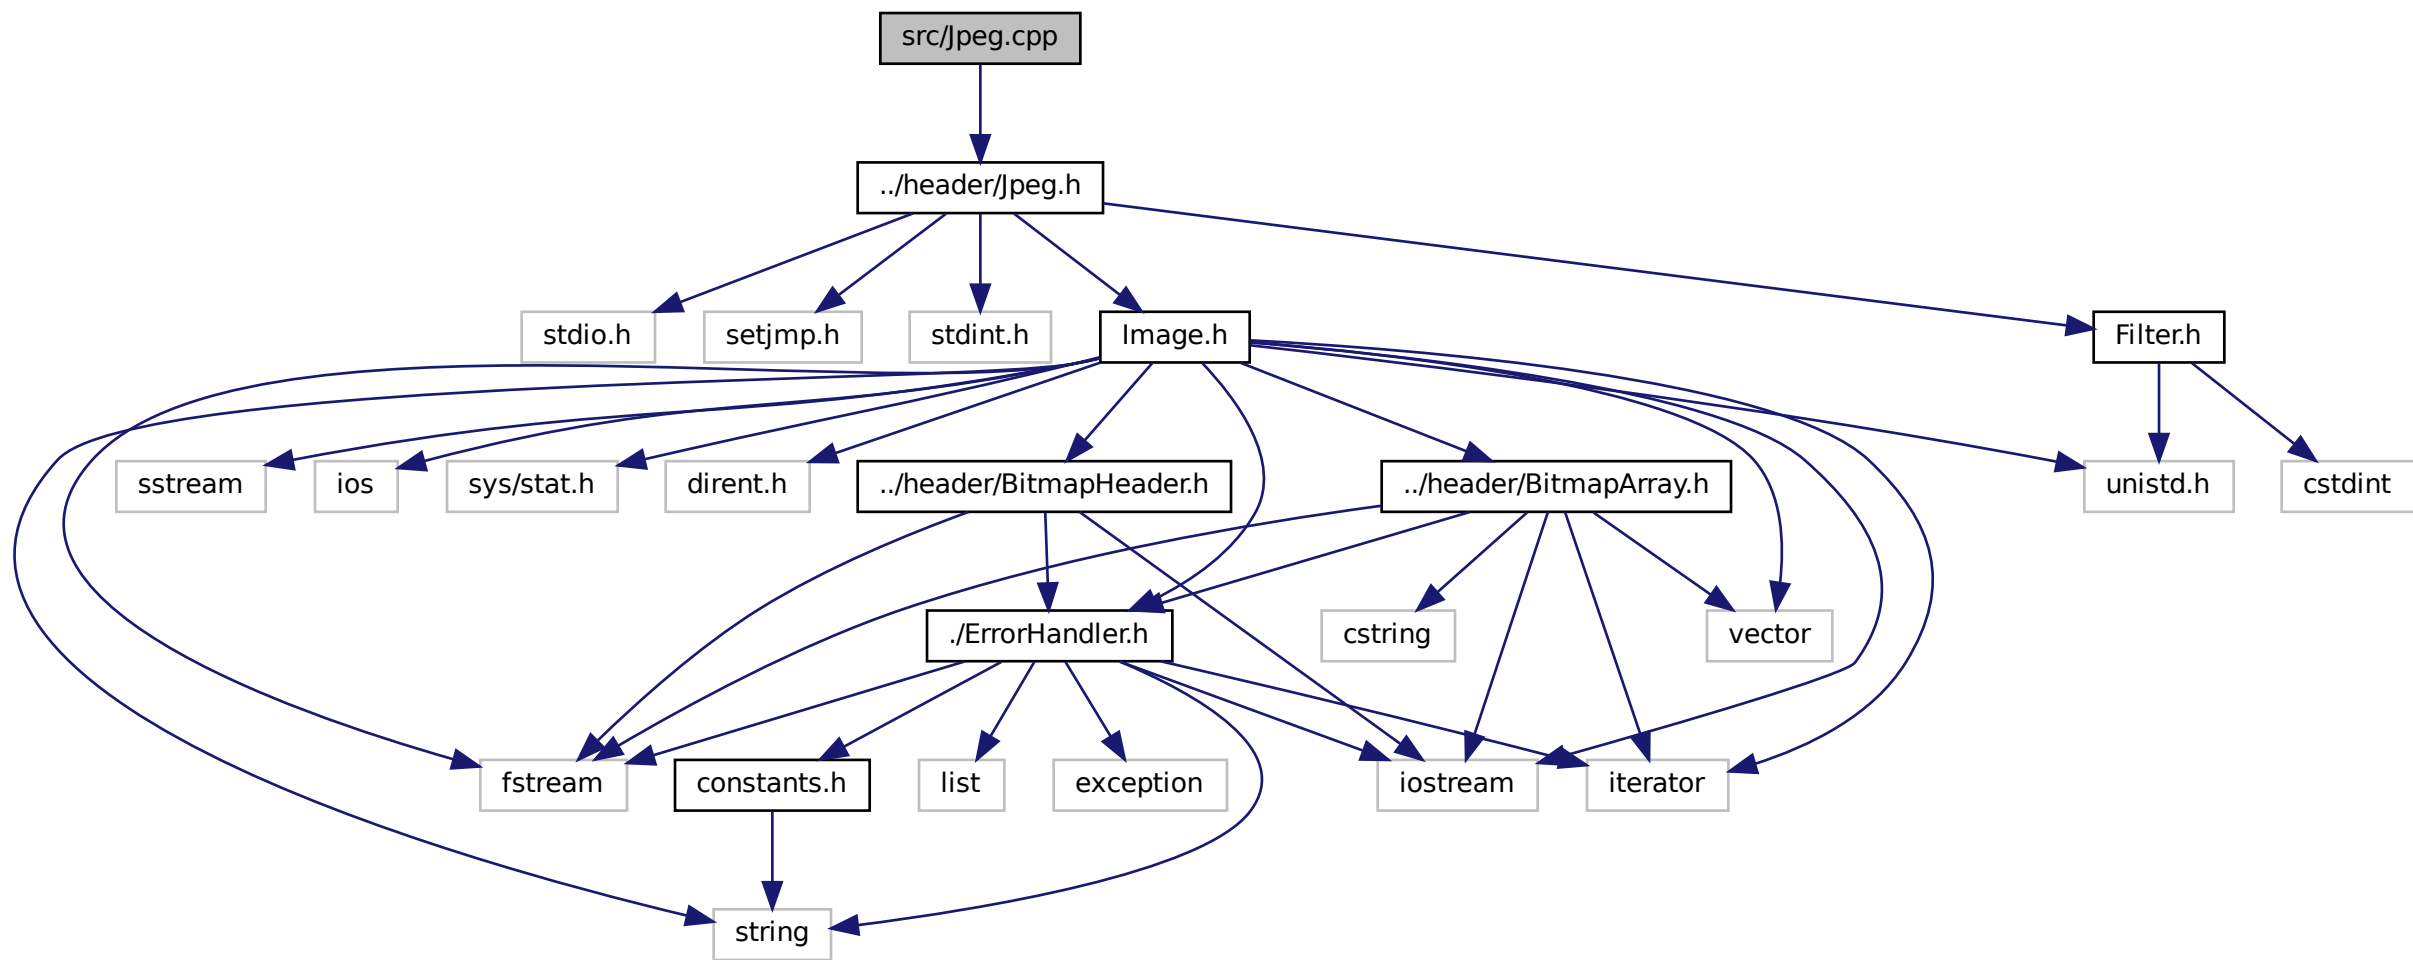 src/Jpeg.cpp
../header/Jpeg.h
stdio.h
setjmp.h
stdint.h
Image.h
Filter.h
sstream
ios
sys/stat.h
dirent.h
../header/BitmapHeader.h
../header/BitmapArray.h
unistd.h
cstdint
./ErrorHandler.h
cstring
vector
fstream
constants.h
list
exception
iostream
iterator
string